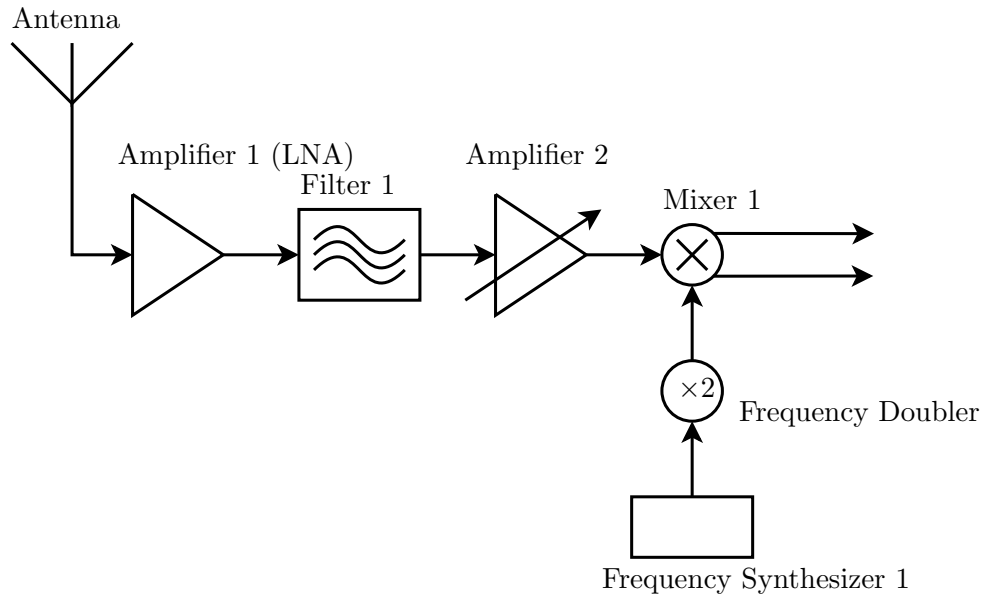 Antenna
Amplifier 1 (LNA)
Filter 1
Amplifier 2
Mixer 1
×2
Frequency Doubler
Frequency Synthesizer 1